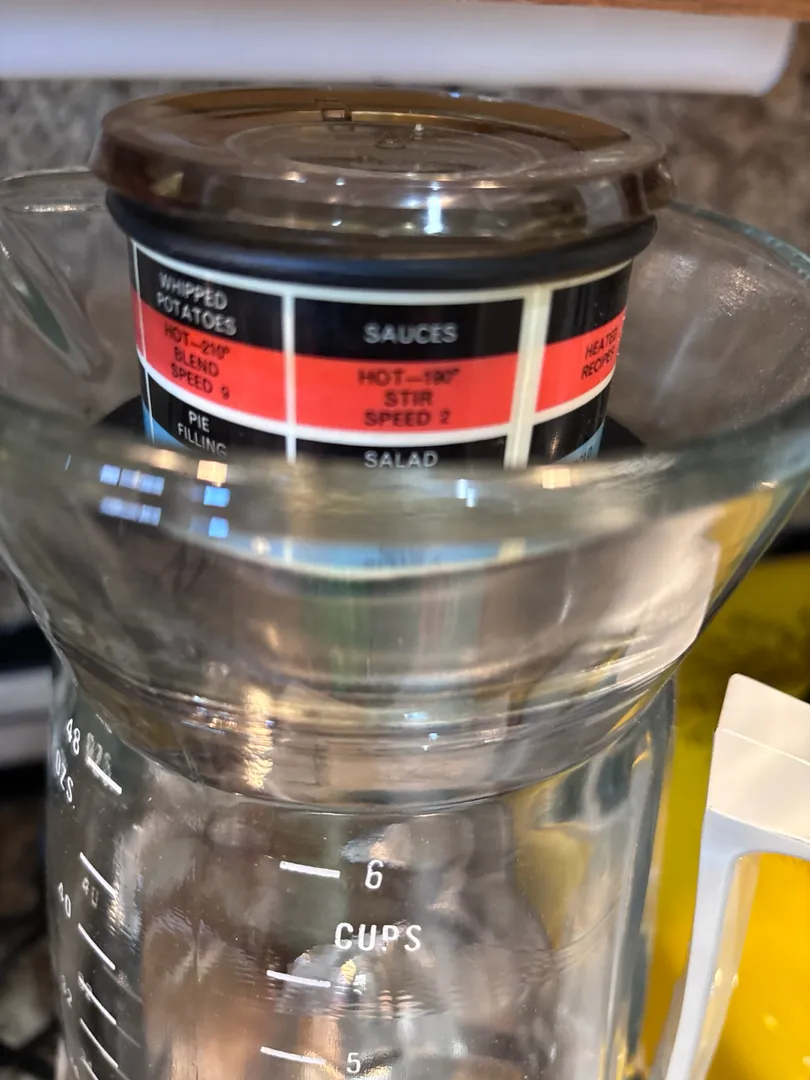 WHIPPED
POTATOES
HOT—210°
BLEND
SPEED 9
SAUCES
HOT—190°
STIR
SPEED 2
HEATED
RECIPES
PIE
FILLING
SALAD
48
OZS.
40
6
CUPS
5